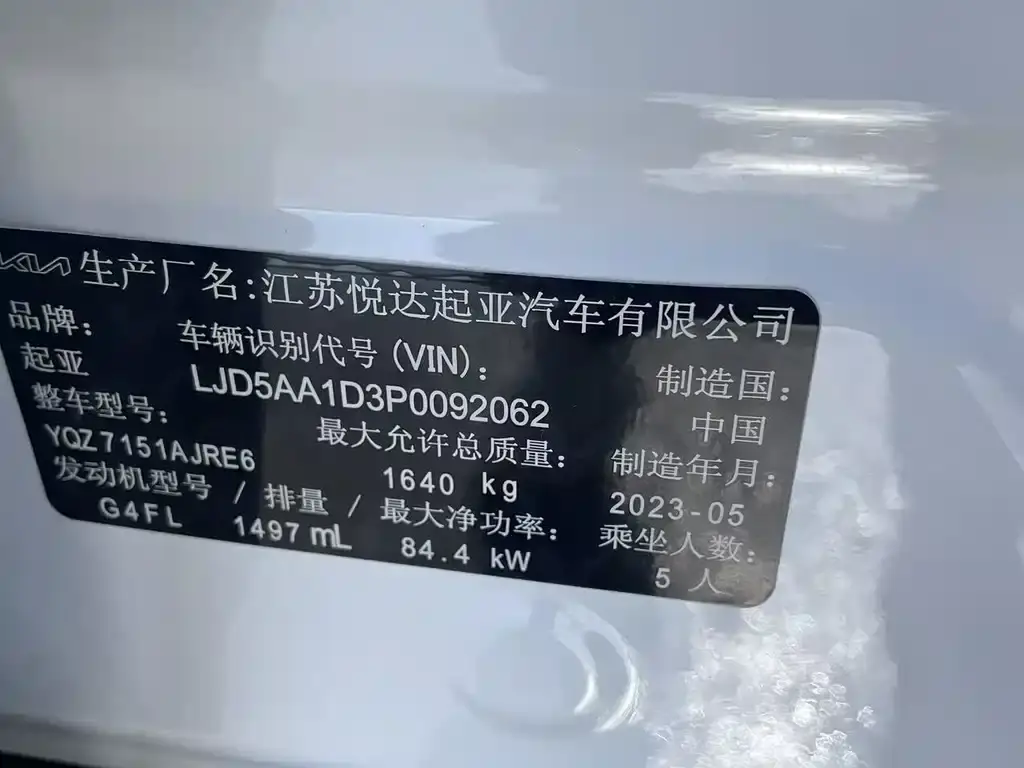 KIA 生产厂名:江苏悦达起亚汽车有限公司
品牌: 车辆识别代号 (VIN): 制造国:
起亚 LJD5AA1D3P0092062 中国
整车型号: 最大允许总质量: 制造年月:
YQZ7151AJRE6 1640 kg 2023-05
发动机型号 / 排量 / 最大净功率: 乘坐人数:
G4FL 1497 mL 84.4 kW 5 人